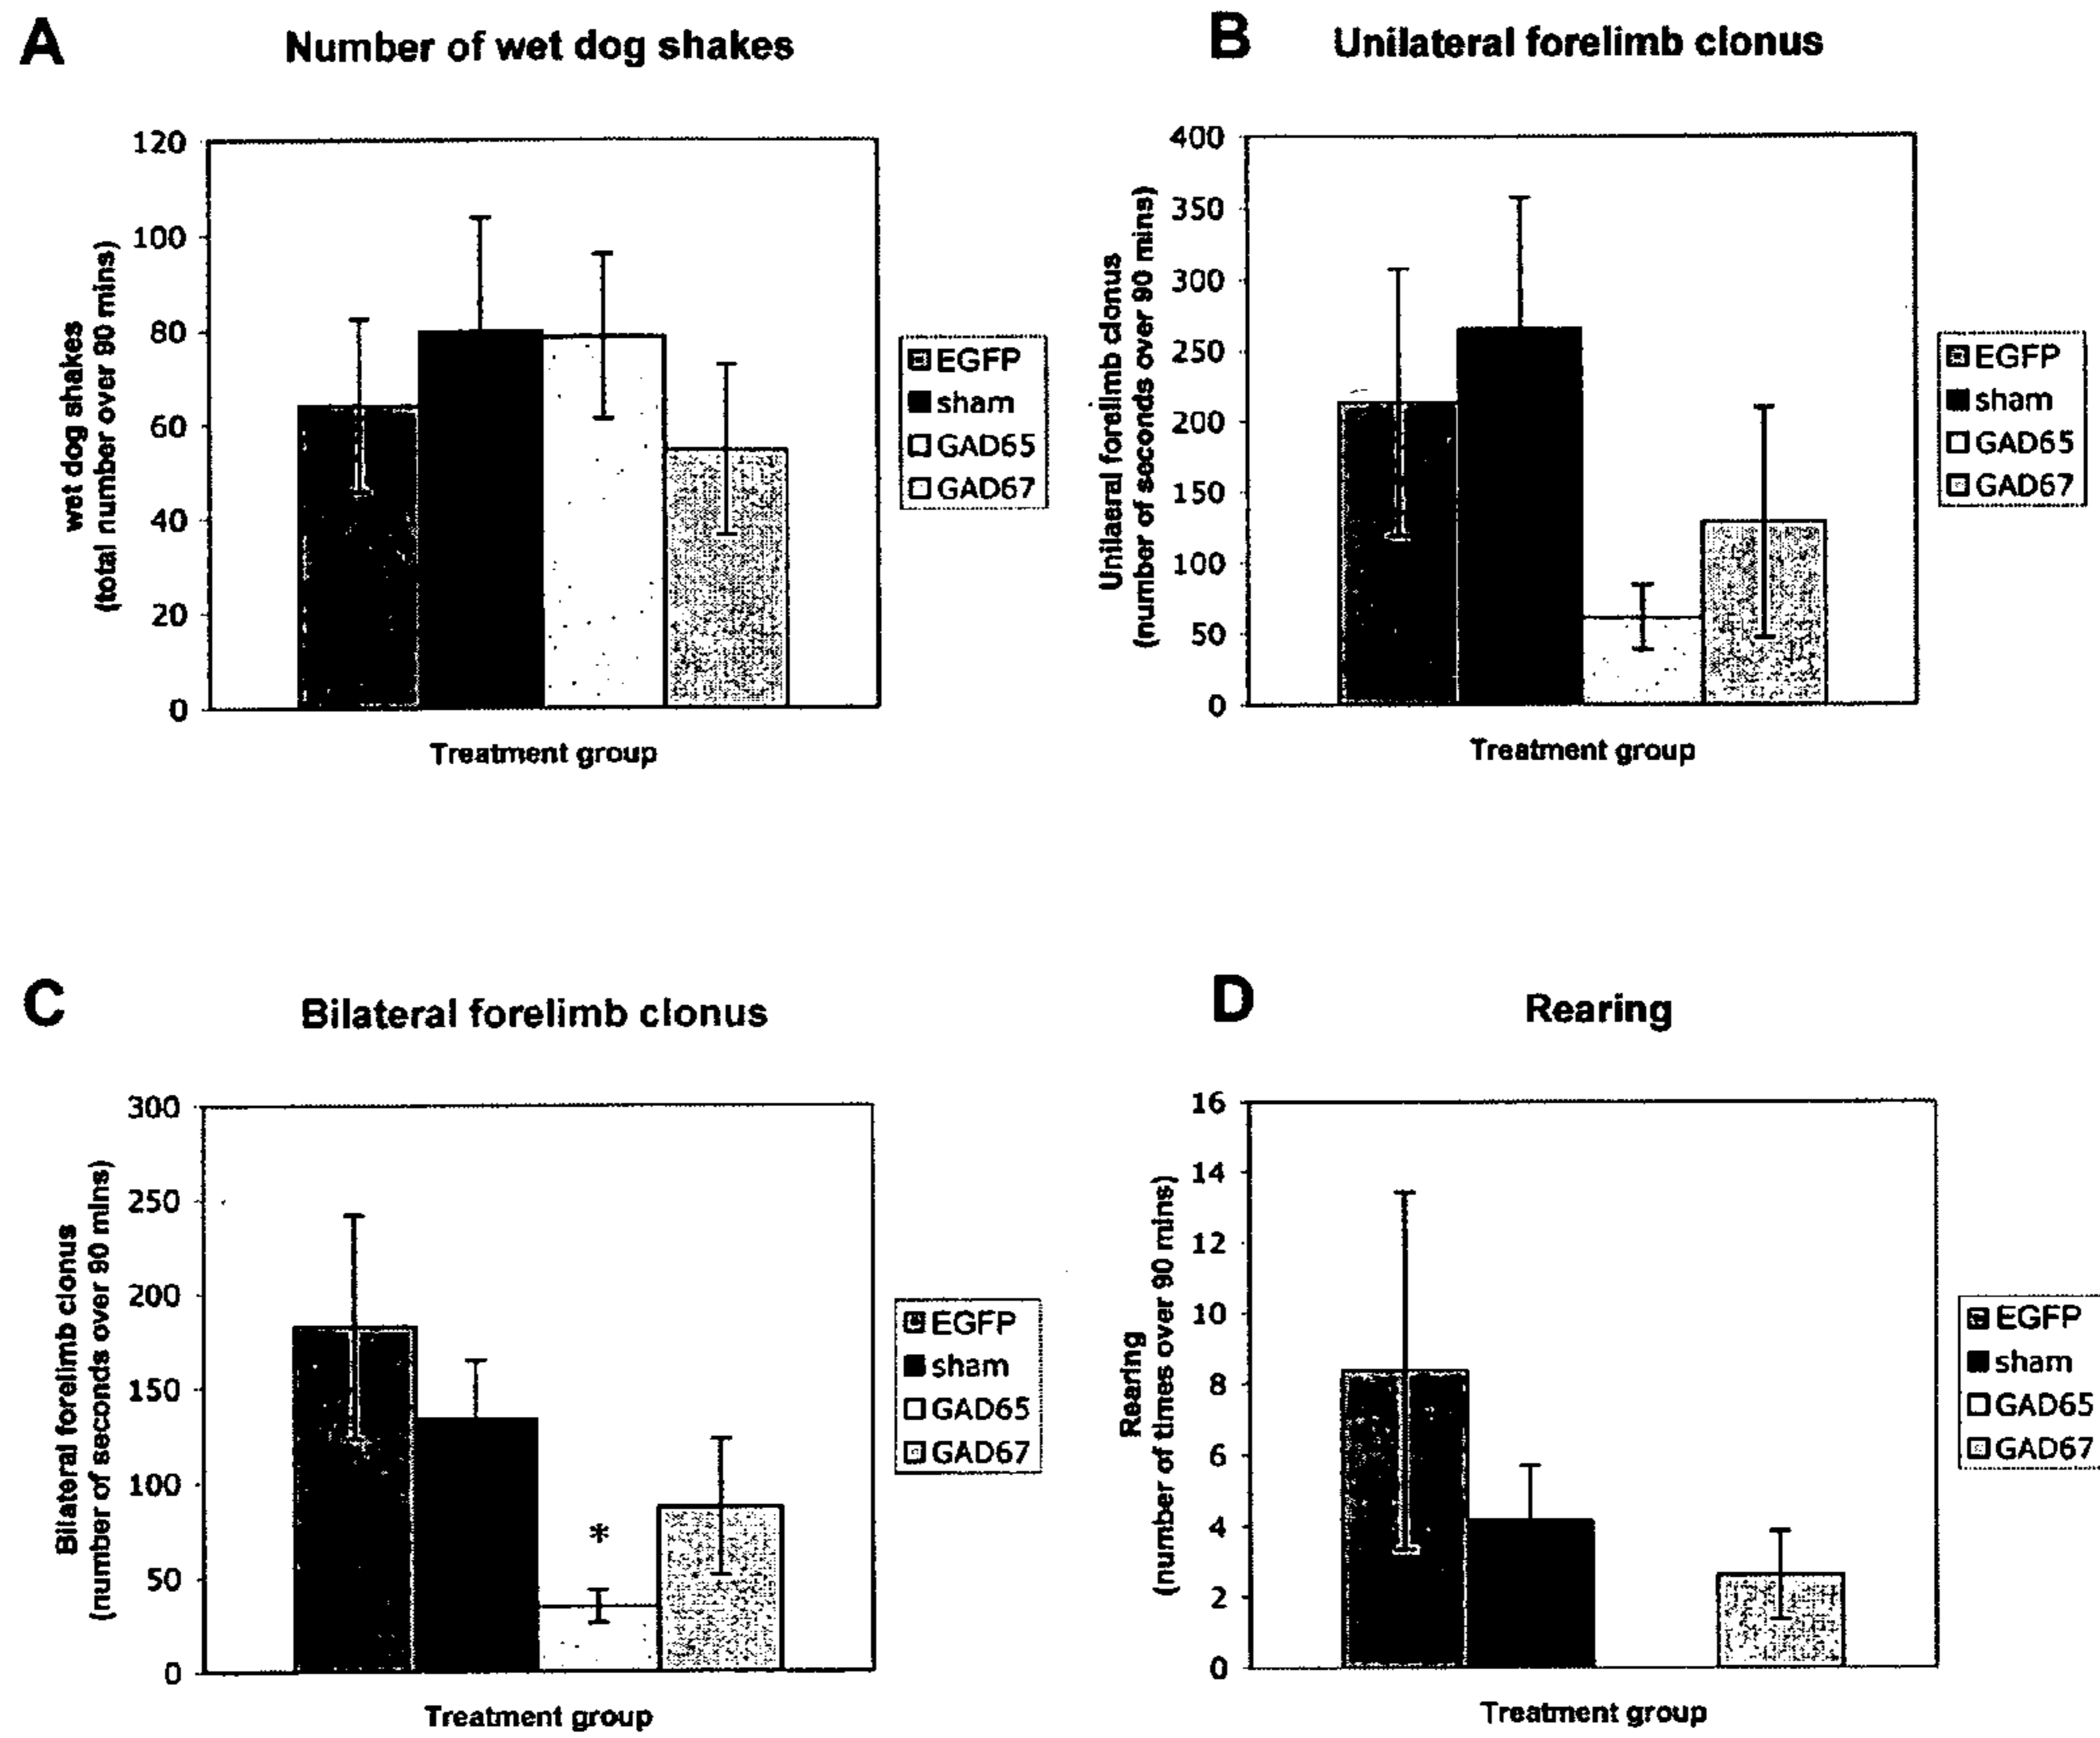 A
Number of wet dog shakes
120
100
80
60
40
20
0
wet dog shakes
(total number over 90 mins)
Treatment group
EGFP
sham
GAD65
GAD67
B
Unilateral forelimb clonus
400
350
300
250
200
150
100
50
0
Unilaeral forelimb clonus
(number of seconds over 90 mins)
Treatment group
EGFP
sham
GAD65
GAD67
C
Bilateral forelimb clonus
300
250
200
150
100
50
0
Bilateral forelimb clonus
(number of seconds over 90 mins)
*
Treatment group
EGFP
sham
GAD65
GAD67
D
Rearing
16
14
12
10
8
6
4
2
0
Rearing
(number of times over 90 mins)
Treatment group
EGFP
sham
GAD65
GAD67